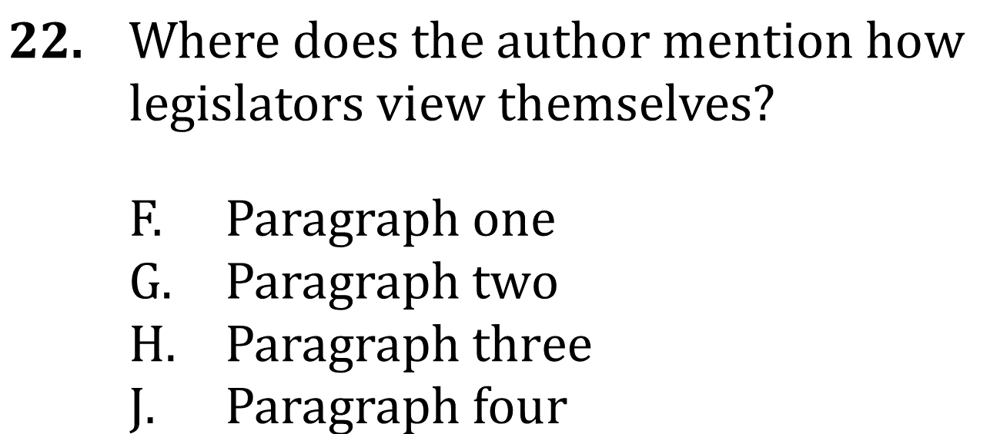 22. Where does the author mention how
legislators view themselves?
F. Paragraph one
G. Paragraph two
H. Paragraph three
J. Paragraph four